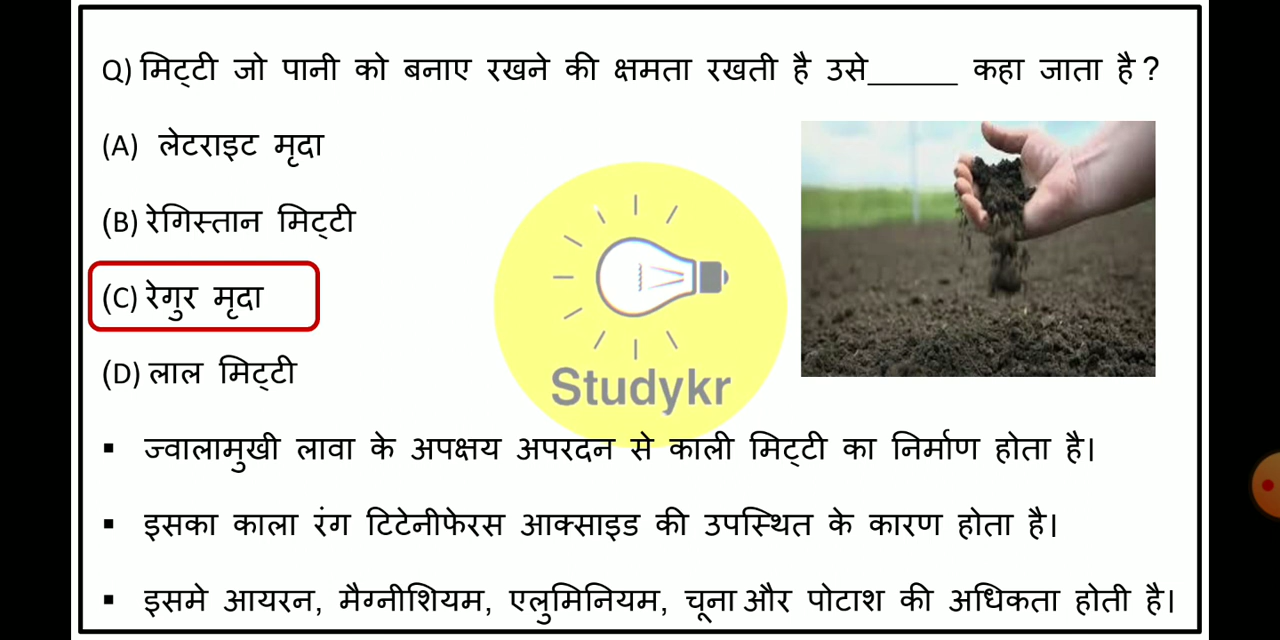 Q) मिट्टी जो पानी को बनाए रखने की क्षमता रखती है उसे______ कहा जाता है ?
(A) लेटराइट मृदा
(B) रेगिस्तान मिट्टी
(C) रेगुर मृदा
(D) लाल मिट्टी
Studykr
▪ ज्वालामुखी लावा के अपक्षय अपरदन से काली मिट्टी का निर्माण होता है।
▪ इसका काला रंग टिटेनीफेरस आक्साइड की उपस्थित के कारण होता है।
▪ इसमे आयरन, मैग्नीशियम, एलुमिनियम, चूना और पोटाश की अधिकता होती है।